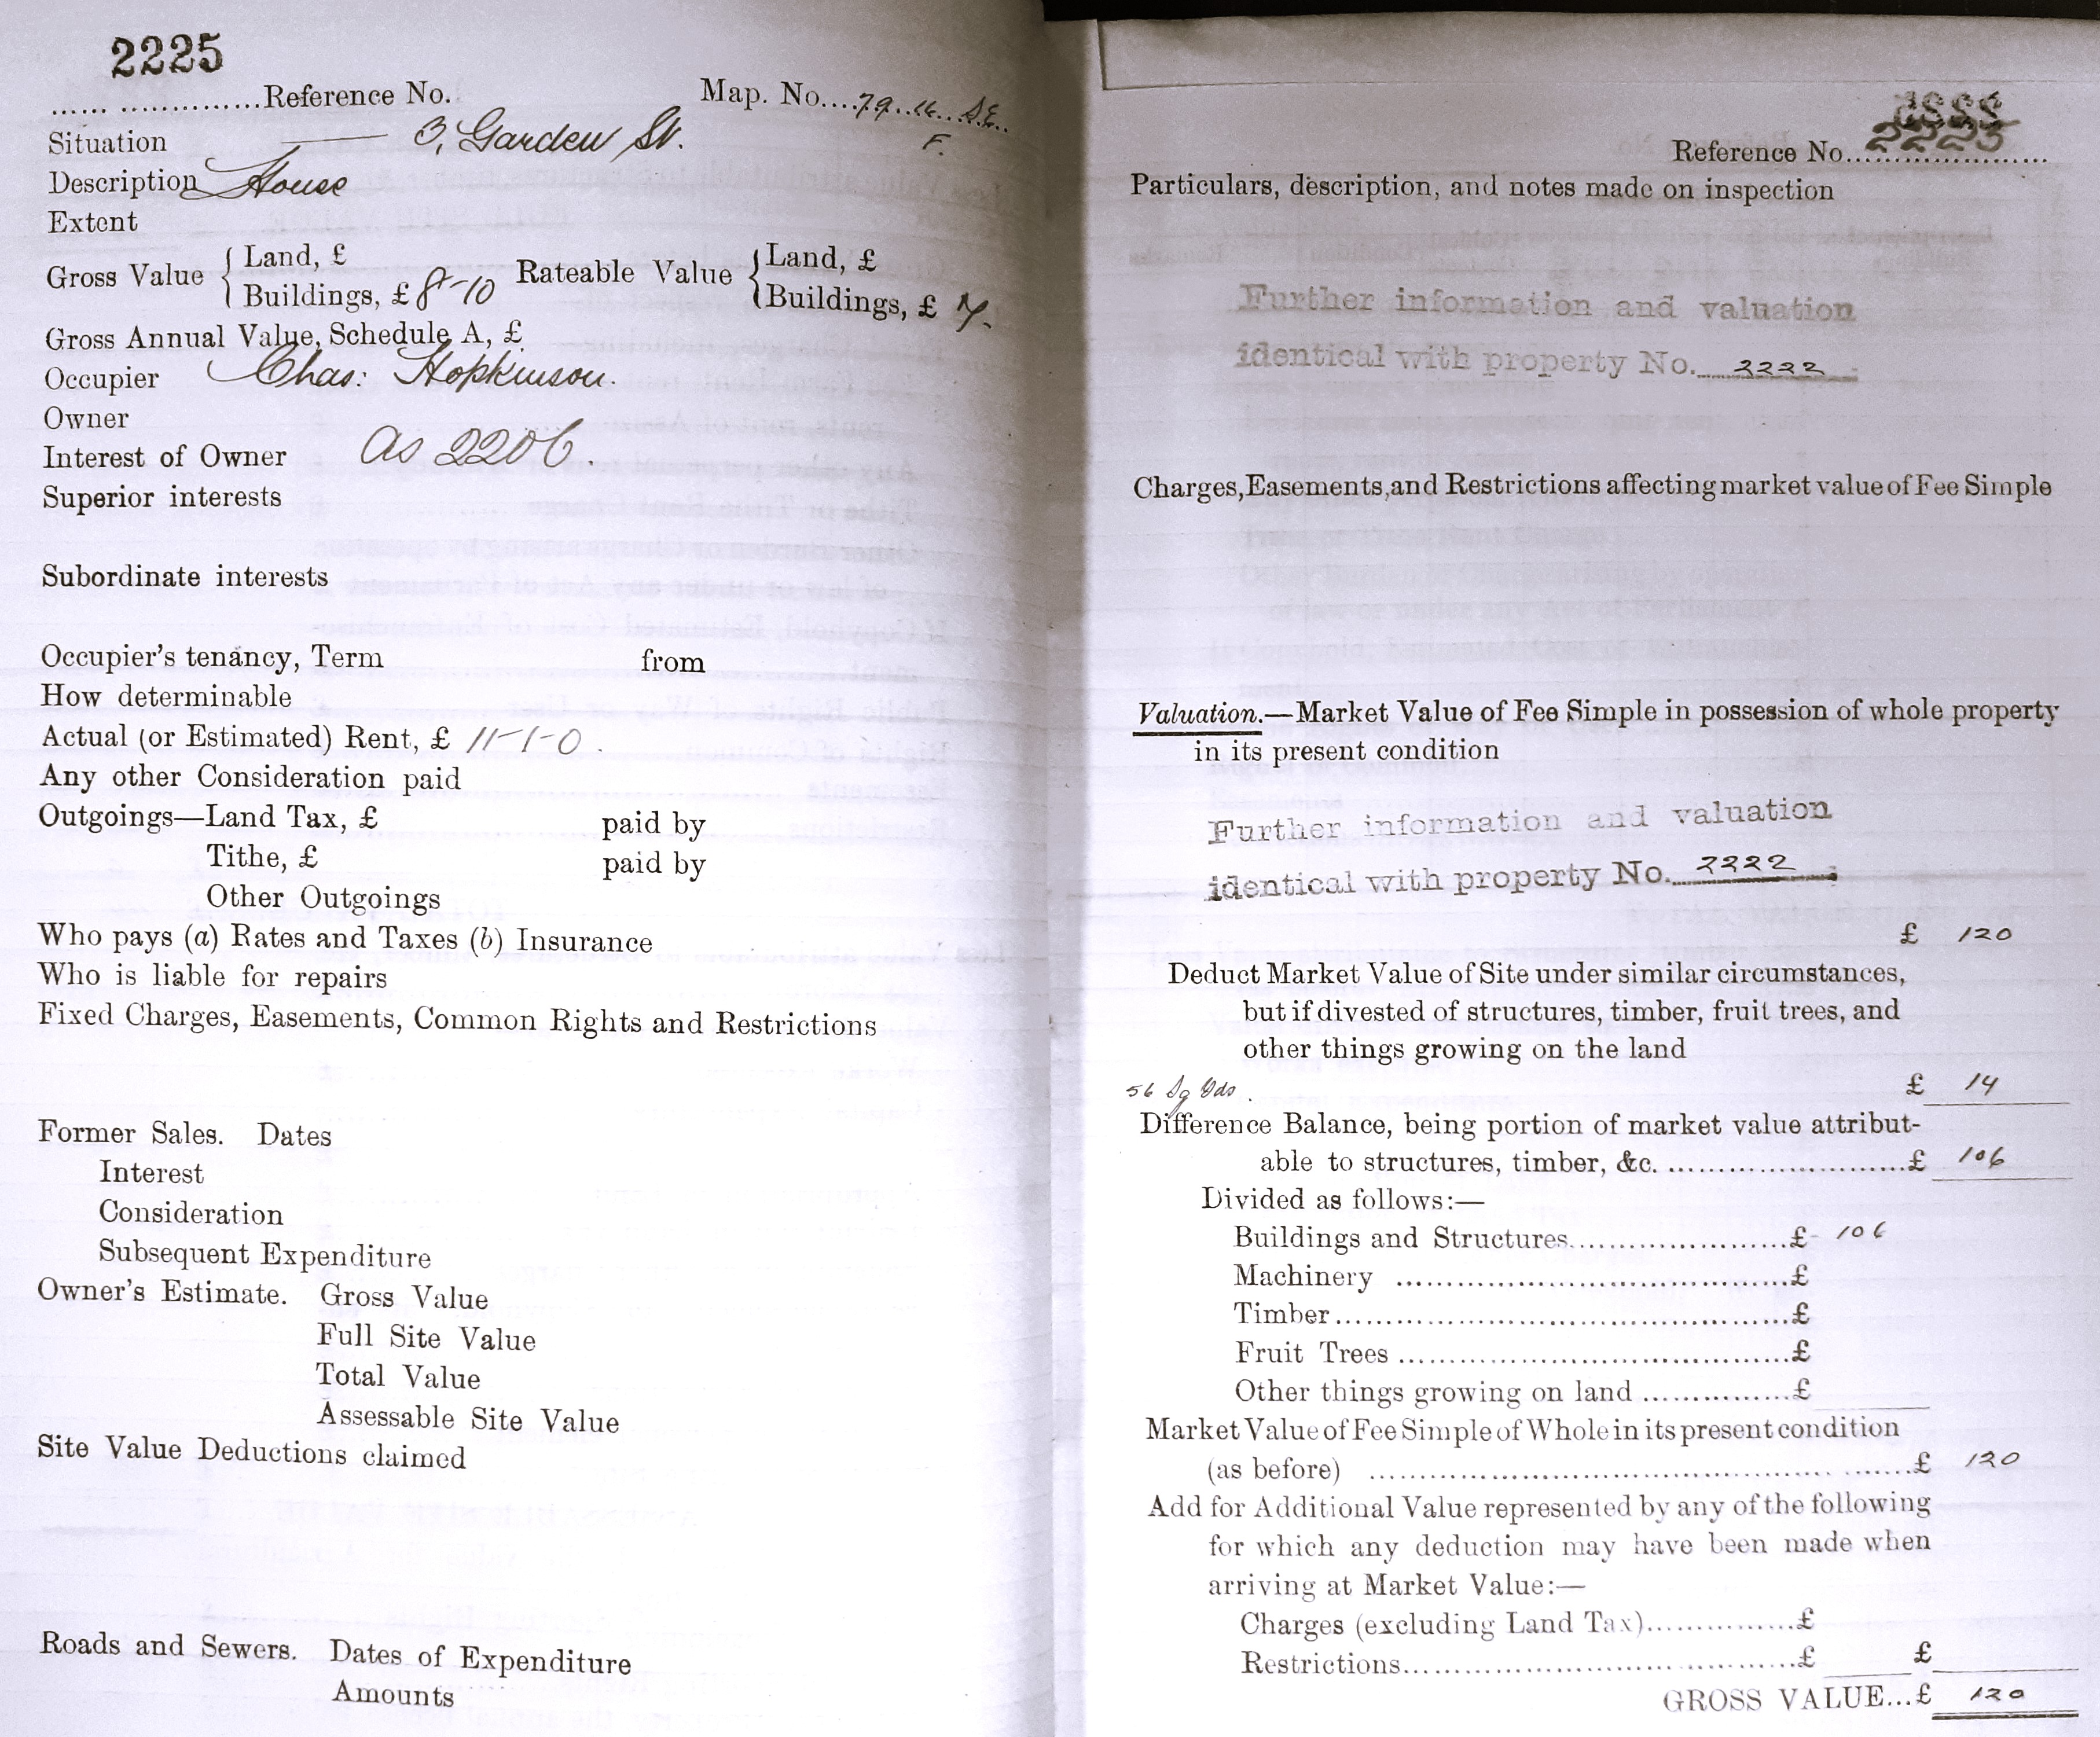 2225
Reference No. Map. No. 79. 16. S.E.
F.
Situation 3, Garden St.
Description House
Extent
Gross Value { Land, £
Buildings, £ 8-10 Rateable Value { Land, £
Buildings, £ 7.
Gross Annual Value, Schedule A, £
Occupier Chas: Hopkinson.
Owner
Interest of Owner as 2206.
Superior interests
Subordinate interests
Occupier's tenancy, Term from
How determinable
Actual (or Estimated) Rent, £ 11-1-0.
Any other Consideration paid
Outgoings—Land Tax, £ paid by
Tithe, £ paid by
Other Outgoings
Who pays (a) Rates and Taxes (b) Insurance
Who is liable for repairs
Fixed Charges, Easements, Common Rights and Restrictions
Former Sales. Dates
Interest
Consideration
Subsequent Expenditure
Owner's Estimate. Gross Value
Full Site Value
Total Value
Assessable Site Value
Site Value Deductions claimed
Roads and Sewers. Dates of Expenditure
Amounts
Reference No. 2225
Particulars, description, and notes made on inspection
Further information and valuation
identical with property No. 2222
Charges, Easements, and Restrictions affecting market value of Fee Simple
Valuation.—Market Value of Fee Simple in possession of whole property
in its present condition
Further information and valuation
identical with property No. 2222
£ 120
Deduct Market Value of Site under similar circumstances,
but if divested of structures, timber, fruit trees, and
other things growing on the land
56 Sq Yds. £ 14
Difference Balance, being portion of market value attribut-
able to structures, timber, &c. £ 106
Divided as follows:—
Buildings and Structures £ 106
Machinery £
Timber £
Fruit Trees £
Other things growing on land £
Market Value of Fee Simple of Whole in its present condition
(as before) £ 120
Add for Additional Value represented by any of the following
for which any deduction may have been made when
arriving at Market Value:—
Charges (excluding Land Tax) £
Restrictions £ £
GROSS VALUE...£ 120